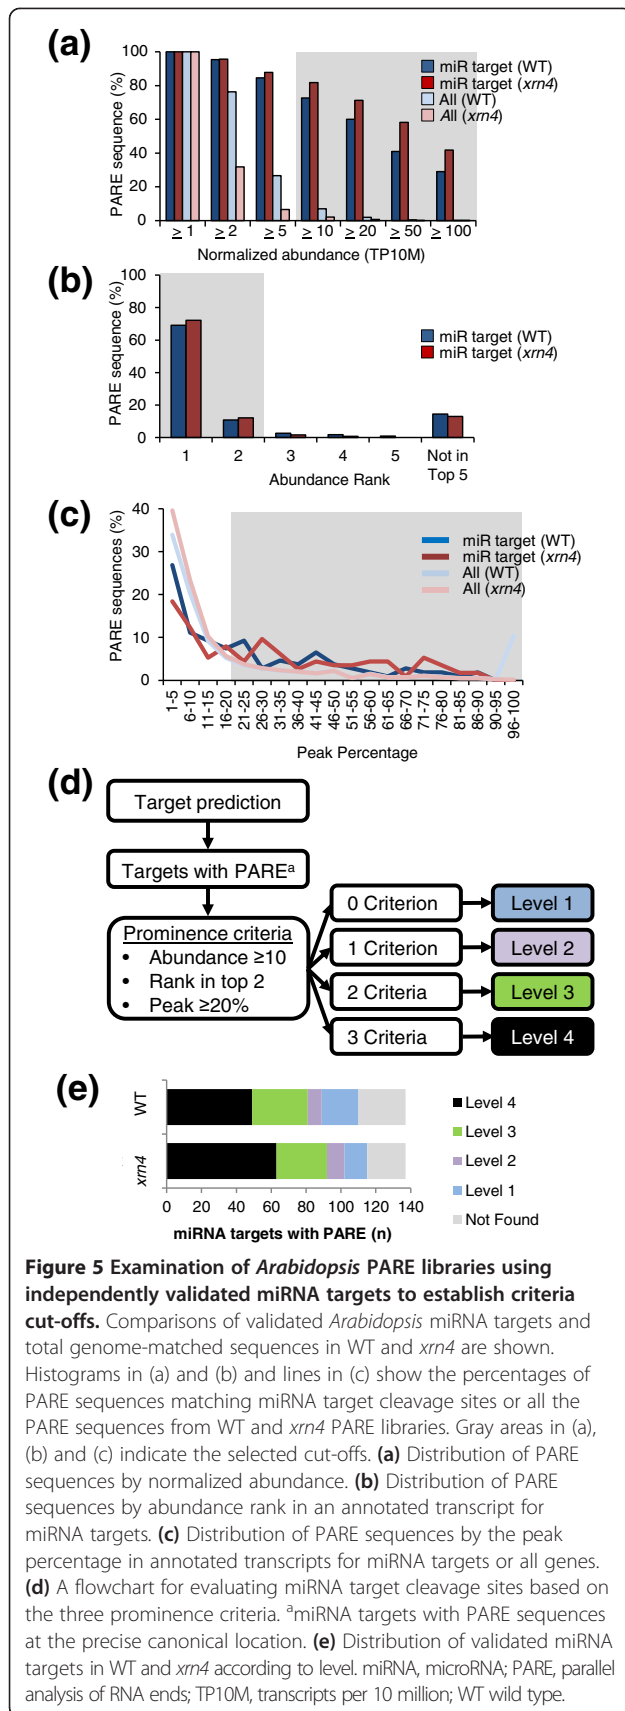 (a)
100
80
60
40
20
0
PARE sequence (%)
miR target (WT)
miR target (xrn4)
All (WT)
All (xrn4)
≥ 1 ≥ 2 ≥ 5 ≥ 10 ≥ 20 ≥ 50 ≥ 100
Normalized abundance (TP10M)
(b)
100
80
60
40
20
0
PARE sequence (%)
miR target (WT)
miR target (xrn4)
1 2 3 4 5 Not in
Top 5
Abundance Rank
(c)
40
30
20
10
0
PARE sequences (%)
miR target (WT)
miR target (xrn4)
All (WT)
All (xrn4)
1-5 6-10 11-15 16-20 21-25 26-30 31-35 36-40 41-45 46-50 51-55 56-60 61-65 66-70 71-75 76-80 81-85 86-90 90-95 96-100
Peak Percentage
(d)
Target prediction
Targets with PAREᵃ
Prominence criteria
• Abundance ≥10
• Rank in top 2
• Peak ≥20%
0 Criterion Level 1
1 Criterion Level 2
2 Criteria Level 3
3 Criteria Level 4
(e)
WT
xrn4
0 20 40 60 80 100 120 140
miRNA targets with PARE (n)
Level 4
Level 3
Level 2
Level 1
Not Found
Figure 5 Examination of Arabidopsis PARE libraries using
independently validated miRNA targets to establish criteria
cut-offs. Comparisons of validated Arabidopsis miRNA targets and
total genome-matched sequences in WT and xrn4 are shown.
Histograms in (a) and (b) and lines in (c) show the percentages of
PARE sequences matching miRNA target cleavage sites or all the
PARE sequences from WT and xrn4 PARE libraries. Gray areas in (a),
(b) and (c) indicate the selected cut-offs. (a) Distribution of PARE
sequences by normalized abundance. (b) Distribution of PARE
sequences by abundance rank in an annotated transcript for
miRNA targets. (c) Distribution of PARE sequences by the peak
percentage in annotated transcripts for miRNA targets or all genes.
(d) A flowchart for evaluating miRNA target cleavage sites based on
the three prominence criteria. ᵃmiRNA targets with PARE sequences
at the precise canonical location. (e) Distribution of validated miRNA
targets in WT and xrn4 according to level. miRNA, microRNA; PARE, parallel
analysis of RNA ends; TP10M, transcripts per 10 million; WT wild type.